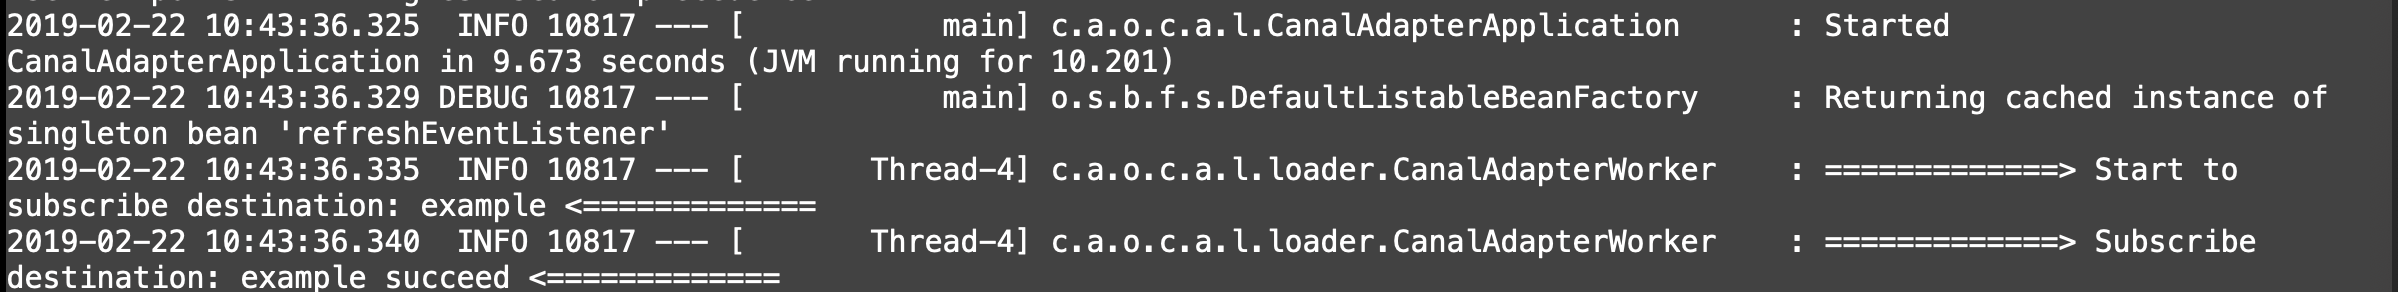 2019-02-22 10:43:36.325  INFO 10817 --- [           main] c.a.o.c.a.l.CanalAdapterApplication      : Started
CanalAdapterApplication in 9.673 seconds (JVM running for 10.201)
2019-02-22 10:43:36.329 DEBUG 10817 --- [           main] o.s.b.f.s.DefaultListableBeanFactory     : Returning cached instance of
singleton bean 'refreshEventListener'
2019-02-22 10:43:36.335  INFO 10817 --- [       Thread-4] c.a.o.c.a.l.loader.CanalAdapterWorker    : =============> Start to
subscribe destination: example <=============
2019-02-22 10:43:36.340  INFO 10817 --- [       Thread-4] c.a.o.c.a.l.loader.CanalAdapterWorker    : =============> Subscribe
destination: example succeed <=============